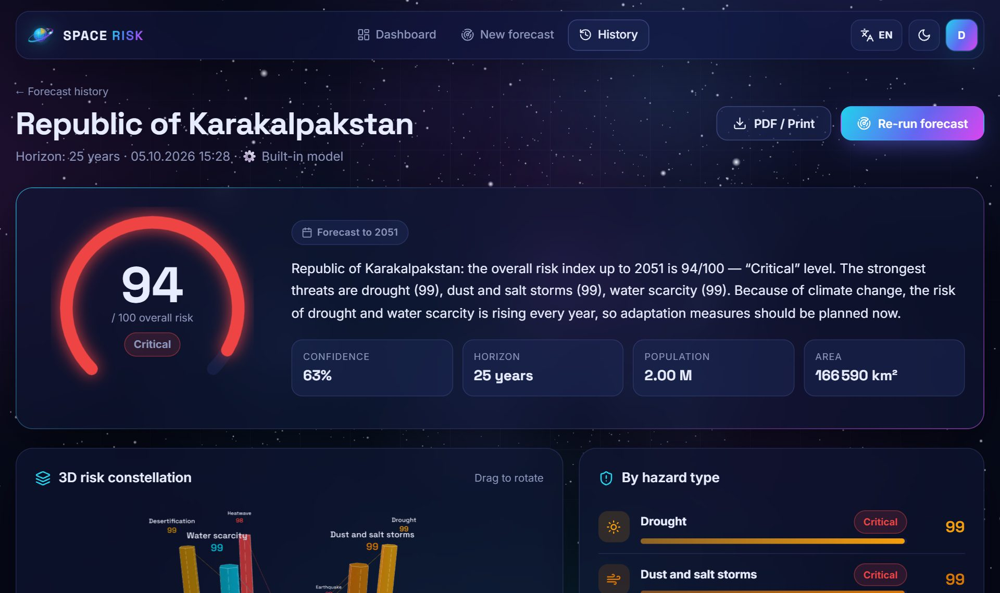 SPACE RISK
Dashboard
New forecast
History
EN
D
← Forecast history
Republic of Karakalpakstan
PDF / Print
Re-run forecast
Horizon: 25 years · 05.10.2026 15:28 · Built-in model
94
/ 100 overall risk
Critical
Forecast to 2051
Republic of Karakalpakstan: the overall risk index up to 2051 is 94/100 — “Critical” level. The strongest
threats are drought (99), dust and salt storms (99), water scarcity (99). Because of climate change, the risk
of drought and water scarcity is rising every year, so adaptation measures should be planned now.
CONFIDENCE
63%
HORIZON
25 years
POPULATION
2.00 M
AREA
166 590 km²
3D risk constellation
Drag to rotate
Heatwave
98
Desertification
99
Water scarcity
99
Drought
99
Dust and salt storms
99
Earthquake
By hazard type
Drought
Critical
99
Dust and salt storms
Critical
99